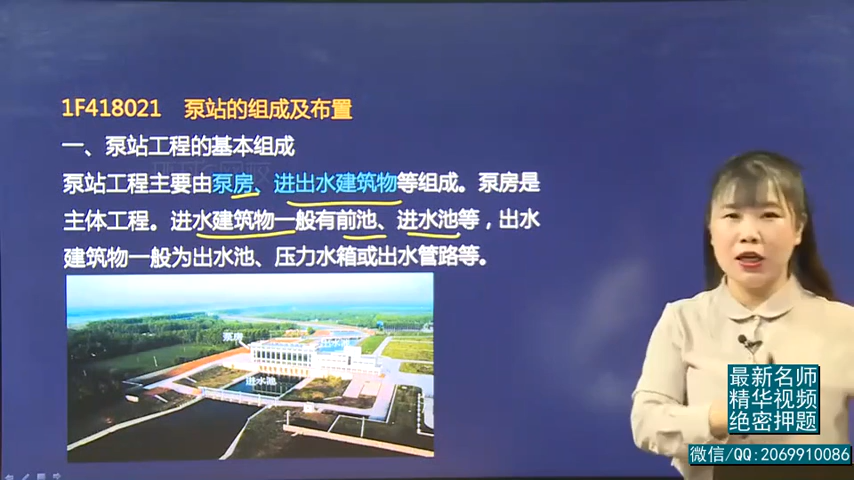 1F418021 泵站的组成及布置
一、泵站工程的基本组成
泵站工程主要由泵房、进出水建筑物等组成。泵房是
主体工程。进水建筑物一般有前池、进水池等，出水
建筑物一般为出水池、压力水箱或出水管路等。
泵房
出水池
进水池
最新名师
精华视频
绝密押题
微信/QQ:2069910086